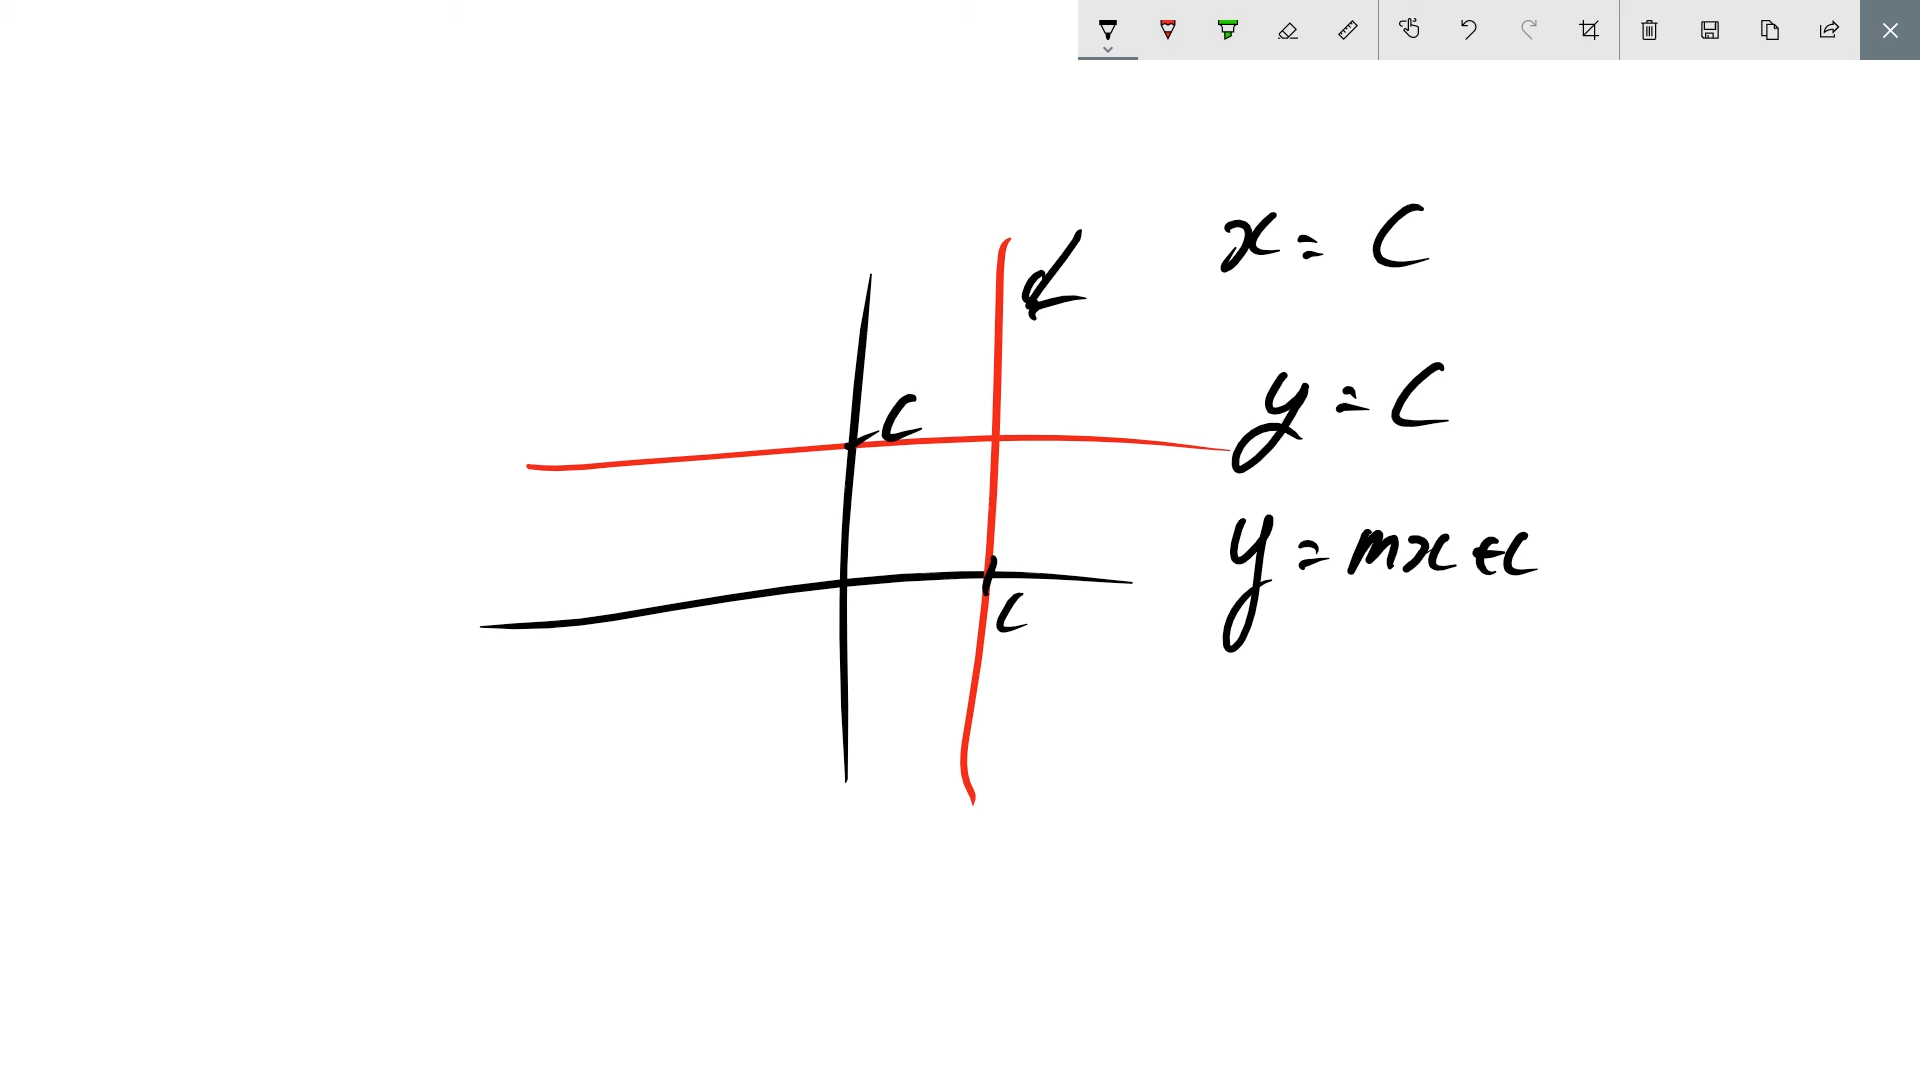 x = C
C
y = C
y = mx + c
c